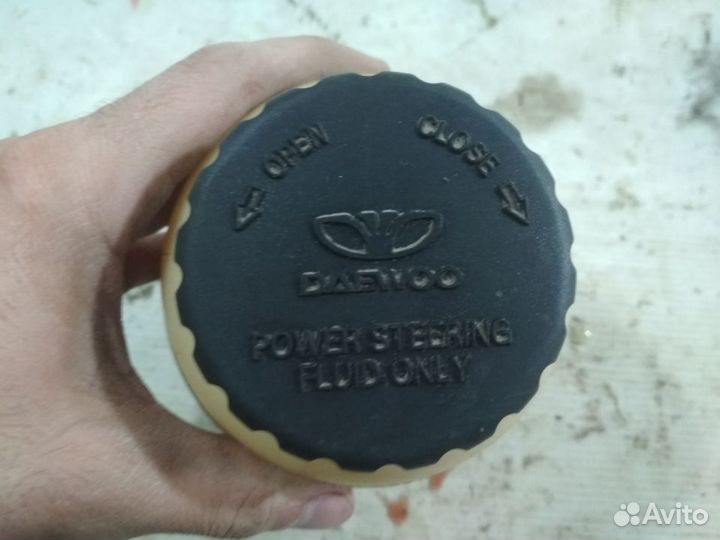 OPEN
CLOSE
DAEWOO
POWER STEERING
FLUID ONLY
Avito